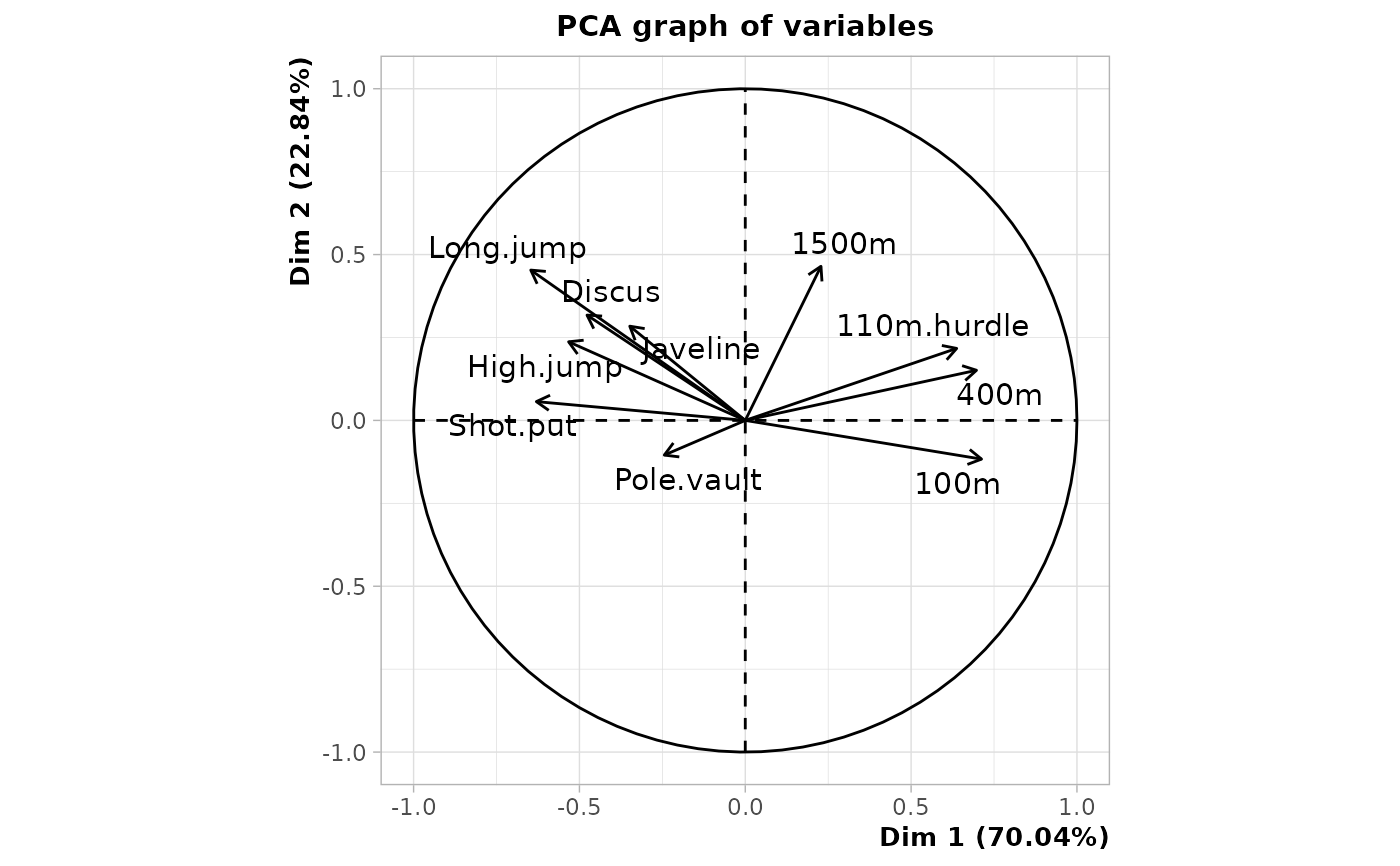 PCA graph of variables
Dim 2 (22.84%)
1.0
0.5
0.0
-0.5
-1.0
Long.jump
1500m
Discus
110m.hurdle
Javeline
High.jump
400m
Shot.put
Pole.vault
100m
-1.0
-0.5
0.0
0.5
1.0
Dim 1 (70.04%)